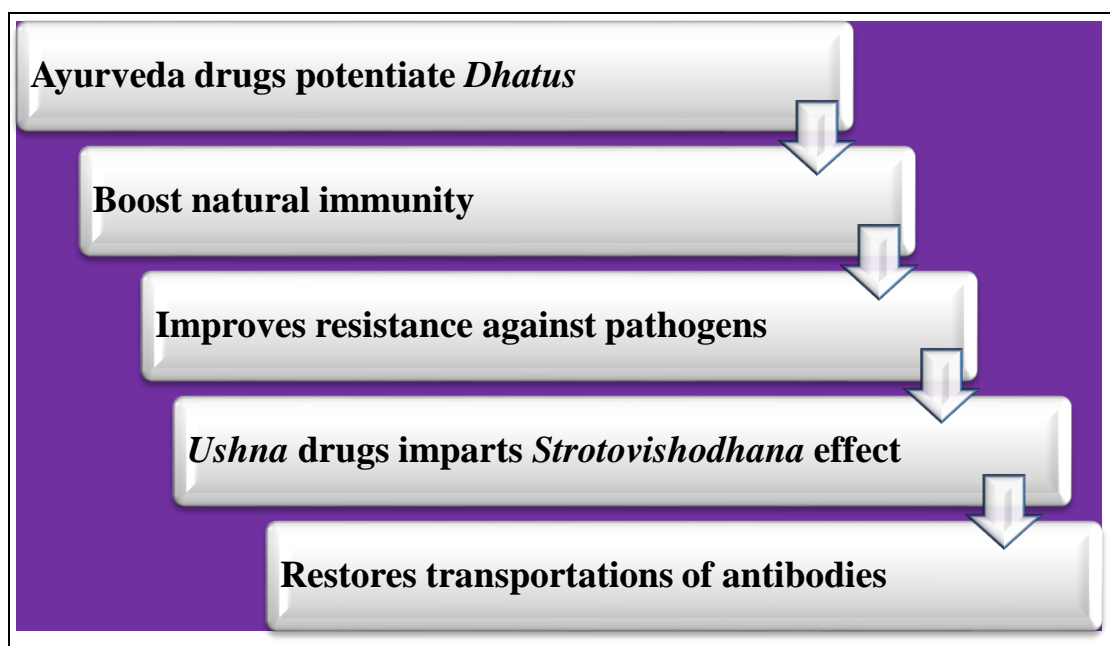 Ayurveda drugs potentiate Dhatus
Boost natural immunity
Improves resistance against pathogens
Ushna drugs imparts Strotovishodhana effect
Restores transportations of antibodies